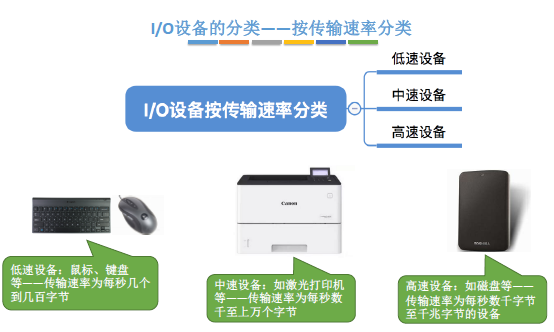 I/O设备的分类——按传输速率分类
I/O设备按传输速率分类
低速设备
中速设备
高速设备
Canon
低速设备：鼠标、键盘
等——传输速率为每秒几个
到几百字节
中速设备：如激光打印机
等——传输速率为每秒数
千至上万个字节
高速设备：如磁盘等——
传输速率为每秒数千字节
至千兆字节的设备